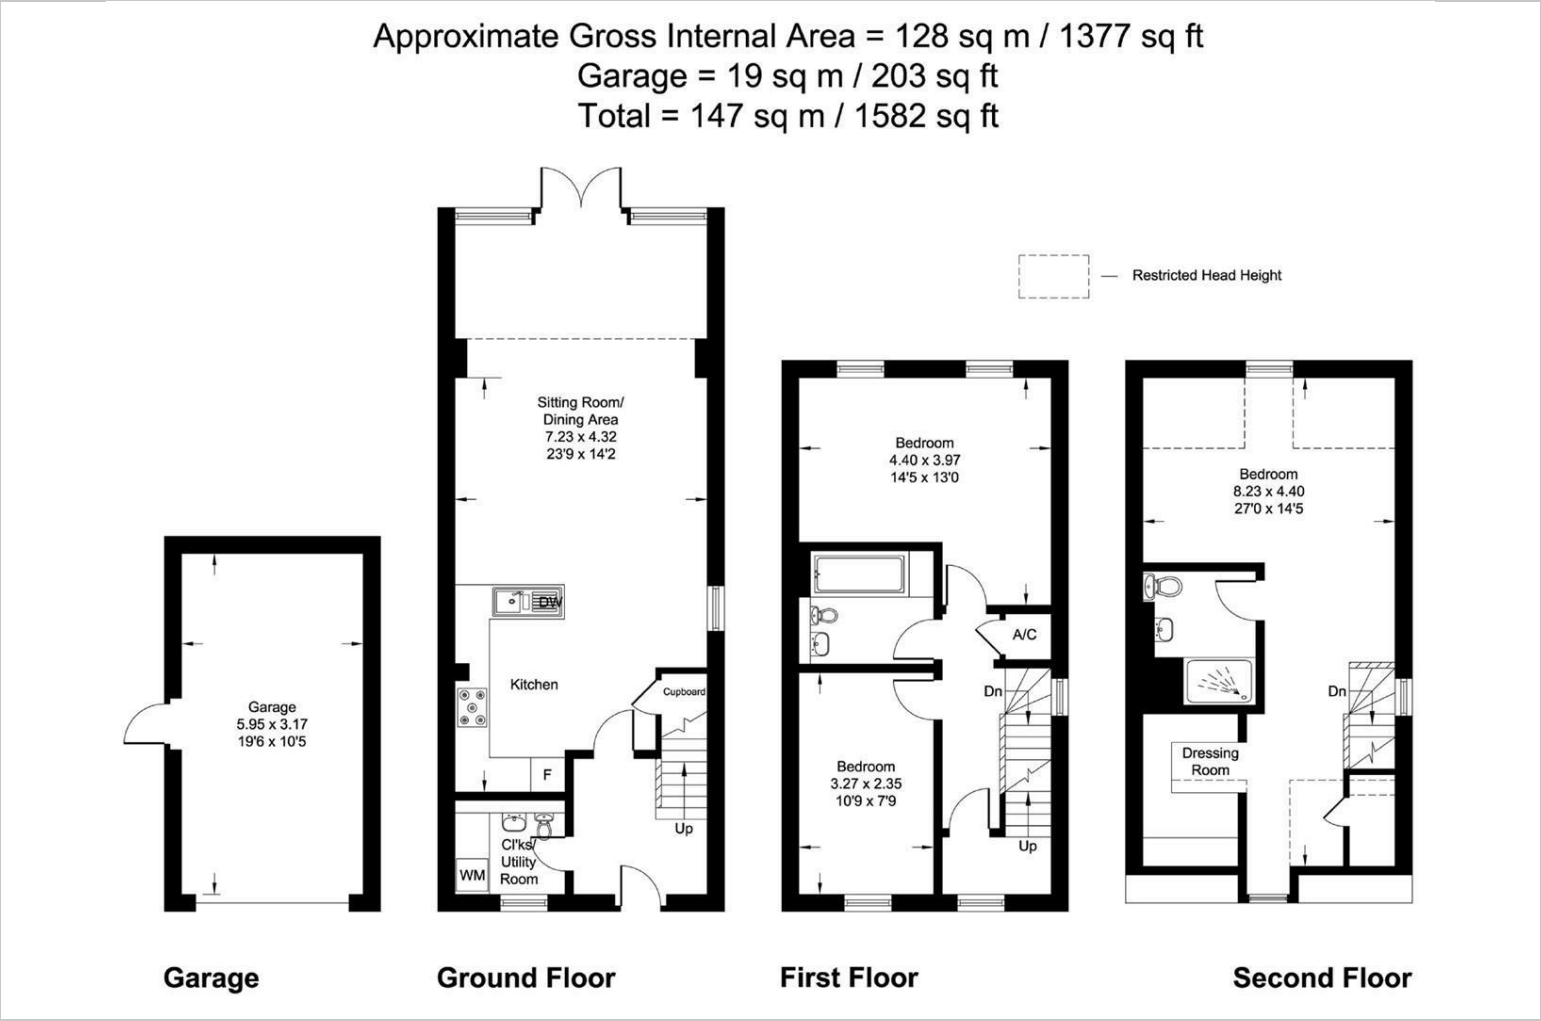 Approximate Gross Internal Area = 128 sq m / 1377 sq ft
Garage = 19 sq m / 203 sq ft
Total = 147 sq m / 1582 sq ft
Restricted Head Height
Garage
5.95 x 3.17
19'6 x 10'5
Garage
Sitting Room/
Dining Area
7.23 x 4.32
23'9 x 14'2
DW
Kitchen
Cupboard
F
Up
Cl'ks/
Utility
Room
WM
Ground Floor
Bedroom
4.40 x 3.97
14'5 x 13'0
A/C
Dn
Bedroom
3.27 x 2.35
10'9 x 7'9
Up
First Floor
Bedroom
8.23 x 4.40
27'0 x 14'5
Dn
Dressing
Room
Second Floor